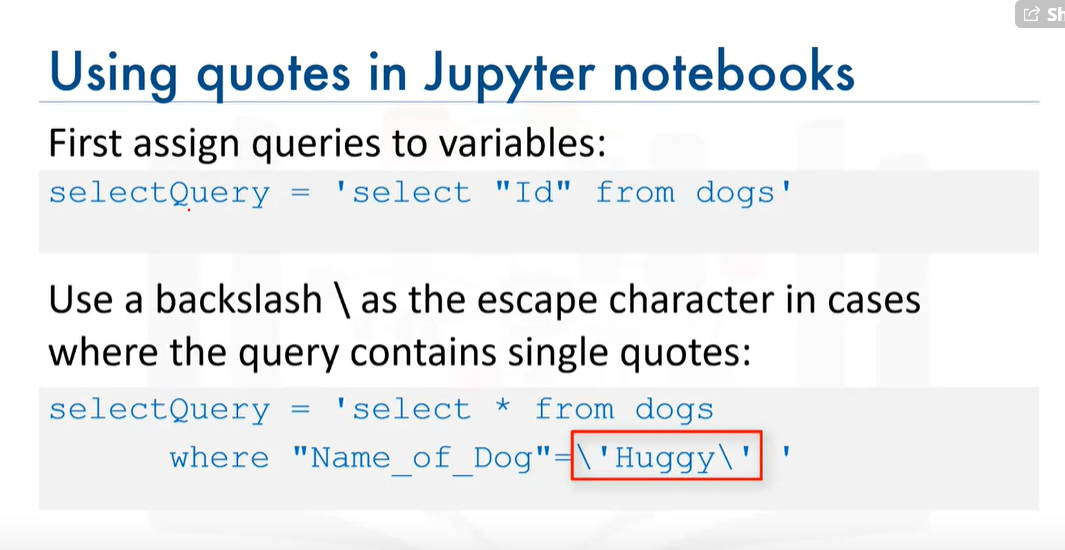 Sh
Using quotes in Jupyter notebooks
First assign queries to variables:
selectQuery = 'select "Id" from dogs'
Use a backslash \ as the escape character in cases
where the query contains single quotes:
selectQuery = 'select * from dogs
where "Name_of_Dog"=\'Huggy\' '